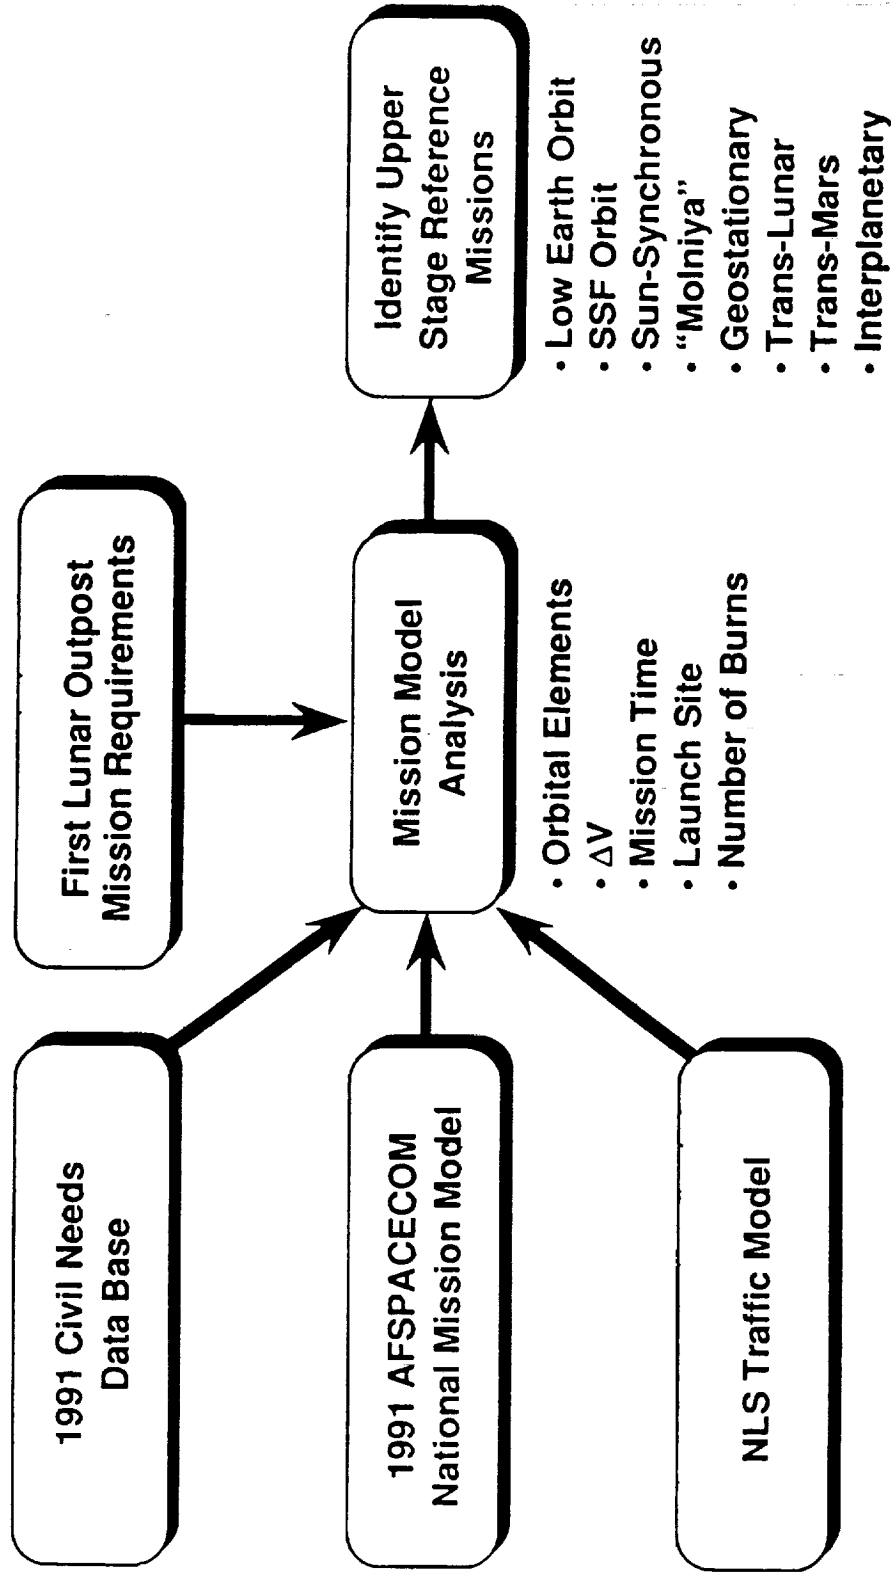 1991 Civil Needs
Data Base
1991 AFSPACECOM
National Mission Model
NLS Traffic Model
First Lunar Outpost
Mission Requirements
Mission Model
Analysis
• Orbital Elements
• ΔV
• Mission Time
• Launch Site
• Number of Burns
Identify Upper
Stage Reference
Missions
• Low Earth Orbit
• SSF Orbit
• Sun-Synchronous
• “Molniya”
• Geostationary
• Trans-Lunar
• Trans-Mars
• Interplanetary